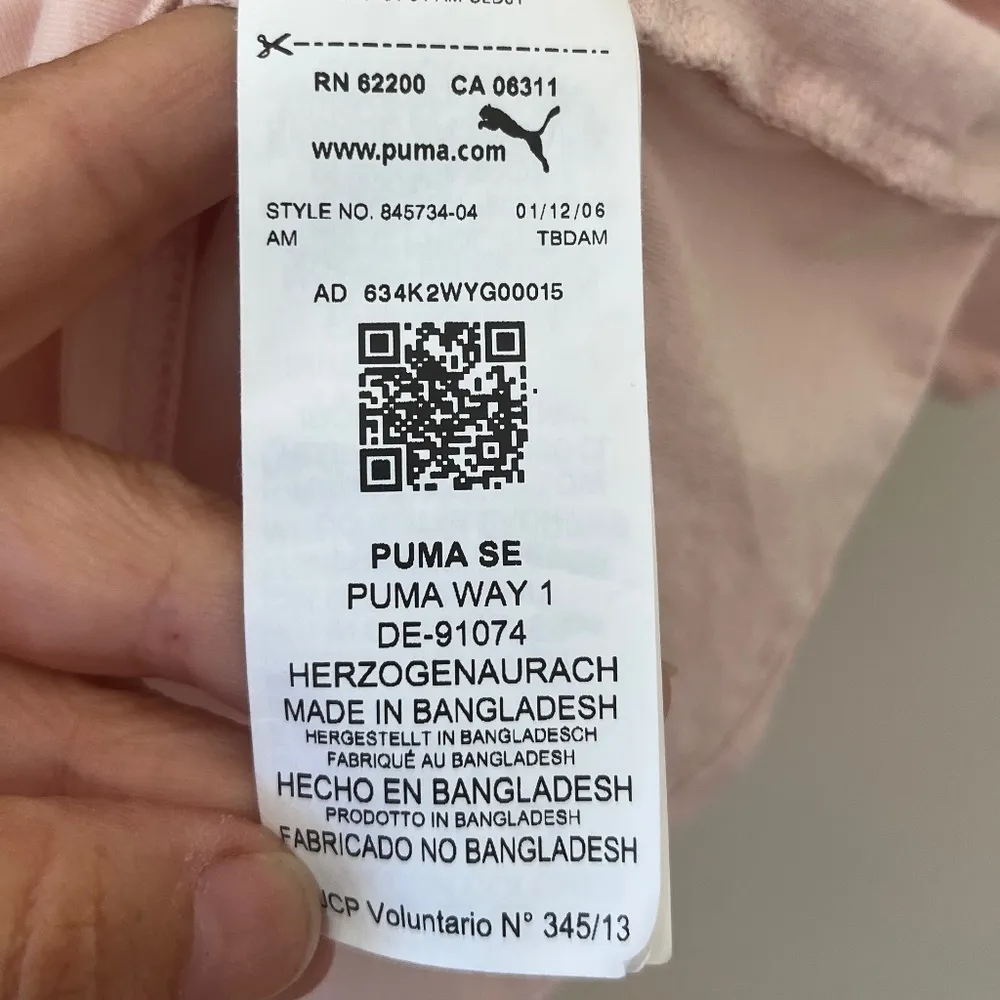 RN 62200 CA 06311
www.puma.com
STYLE NO. 845734-04 01/12/06
AM TBDAM
AD 634K2WYG00015
PUMA SE
PUMA WAY 1
DE-91074
HERZOGENAURACH
MADE IN BANGLADESH
HERGESTELLT IN BANGLADESCH
FABRIQUÉ AU BANGLADESH
HECHO EN BANGLADESH
PRODOTTO IN BANGLADESH
FABRICADO NO BANGLADESH
Voluntario N° 345/13